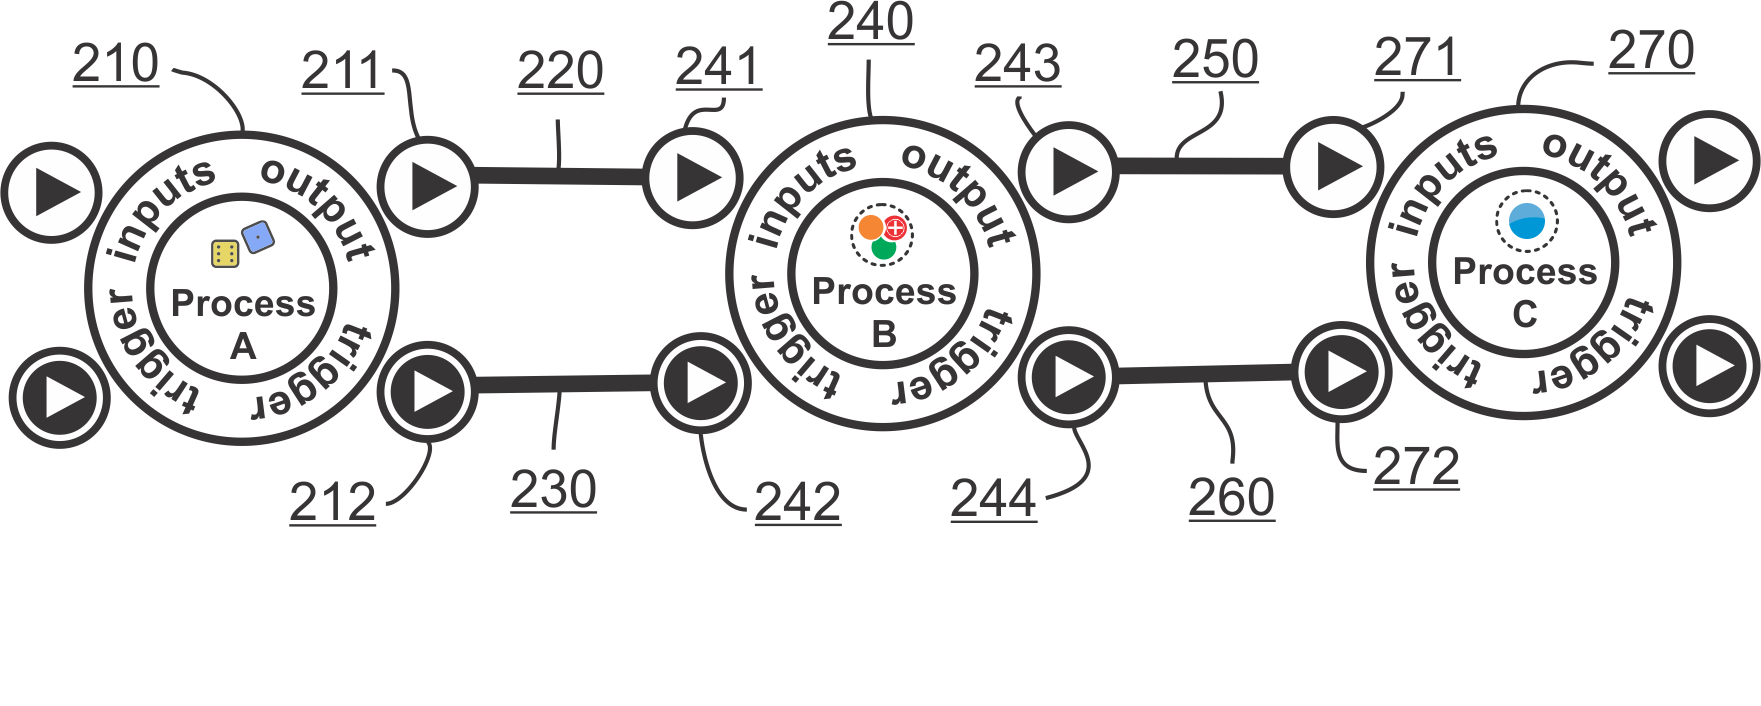 210
211
220
241
240
243
250
271
270
inputs output
Process
A
trigger trigger
inputs output
Process
B
trigger trigger
inputs output
Process
C
trigger trigger
212
230
242
244
260
272